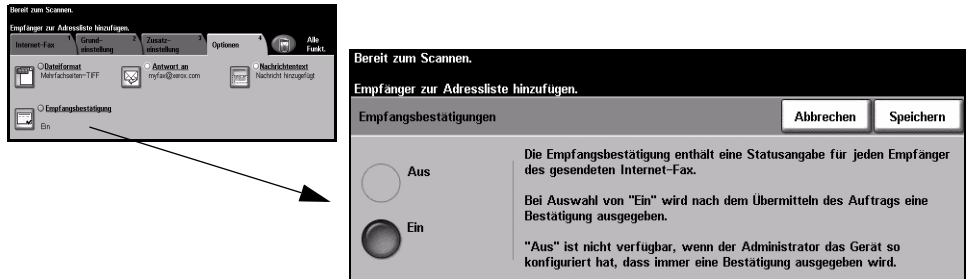 Bereit zum Scannen.
Empfänger zur Adressliste hinzufügen.
Internet-Fax 1
Grund-
einstellung 2
Zusatz-
einstellung 3
Optionen 4
Alle
Funkt.
Dateiformat
Mehrfachseiten-TIFF
Antwort an
myfax@xerox.com
Nachrichtentext
Nachricht hinzugefügt
Empfangsbestätigung
Ein
Bereit zum Scannen.
Empfänger zur Adressliste hinzufügen.
Empfangsbestätigungen
Abbrechen
Speichern
Aus
Ein
Die Empfangsbestätigung enthält eine Statusangabe für jeden Empfänger
des gesendeten Internet-Fax.
Bei Auswahl von "Ein" wird nach dem Übermitteln des Auftrags eine
Bestätigung ausgegeben.
"Aus" ist nicht verfügbar, wenn der Administrator das Gerät so
konfiguriert hat, dass immer eine Bestätigung ausgegeben wird.